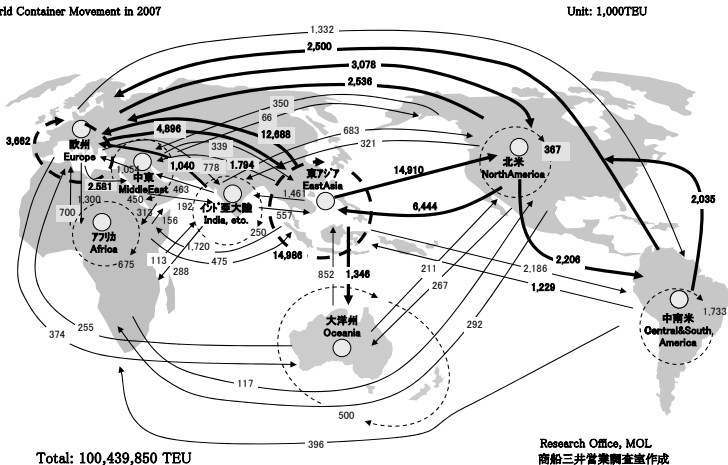 rld Container Movement in 2007
Unit: 1,000TEU
1,332
2,500
3,078
2,536
350
66
4,896
12,688
683
339
321
3,662
欧州
Europe
367
北米
NorthAmerica
1,054
中東
MiddleEast
1,040
778
1,794
14,910
東アジア
EastAsia
2,581
463
1,46
2,035
1,300
450
192
インド亜大陸
India, etc.
6,444
700
313
156
557
アフリカ
Africa
250
1,720
14,986
675
113
288
475
852
1,346
211
267
2,186
2,206
1,229
中南米
Central&South,
America
1,733
374
255
大洋州
Oceania
292
117
500
396
Total: 100,439,850 TEU
Research Office, MOL
商船三井営業調査室作成